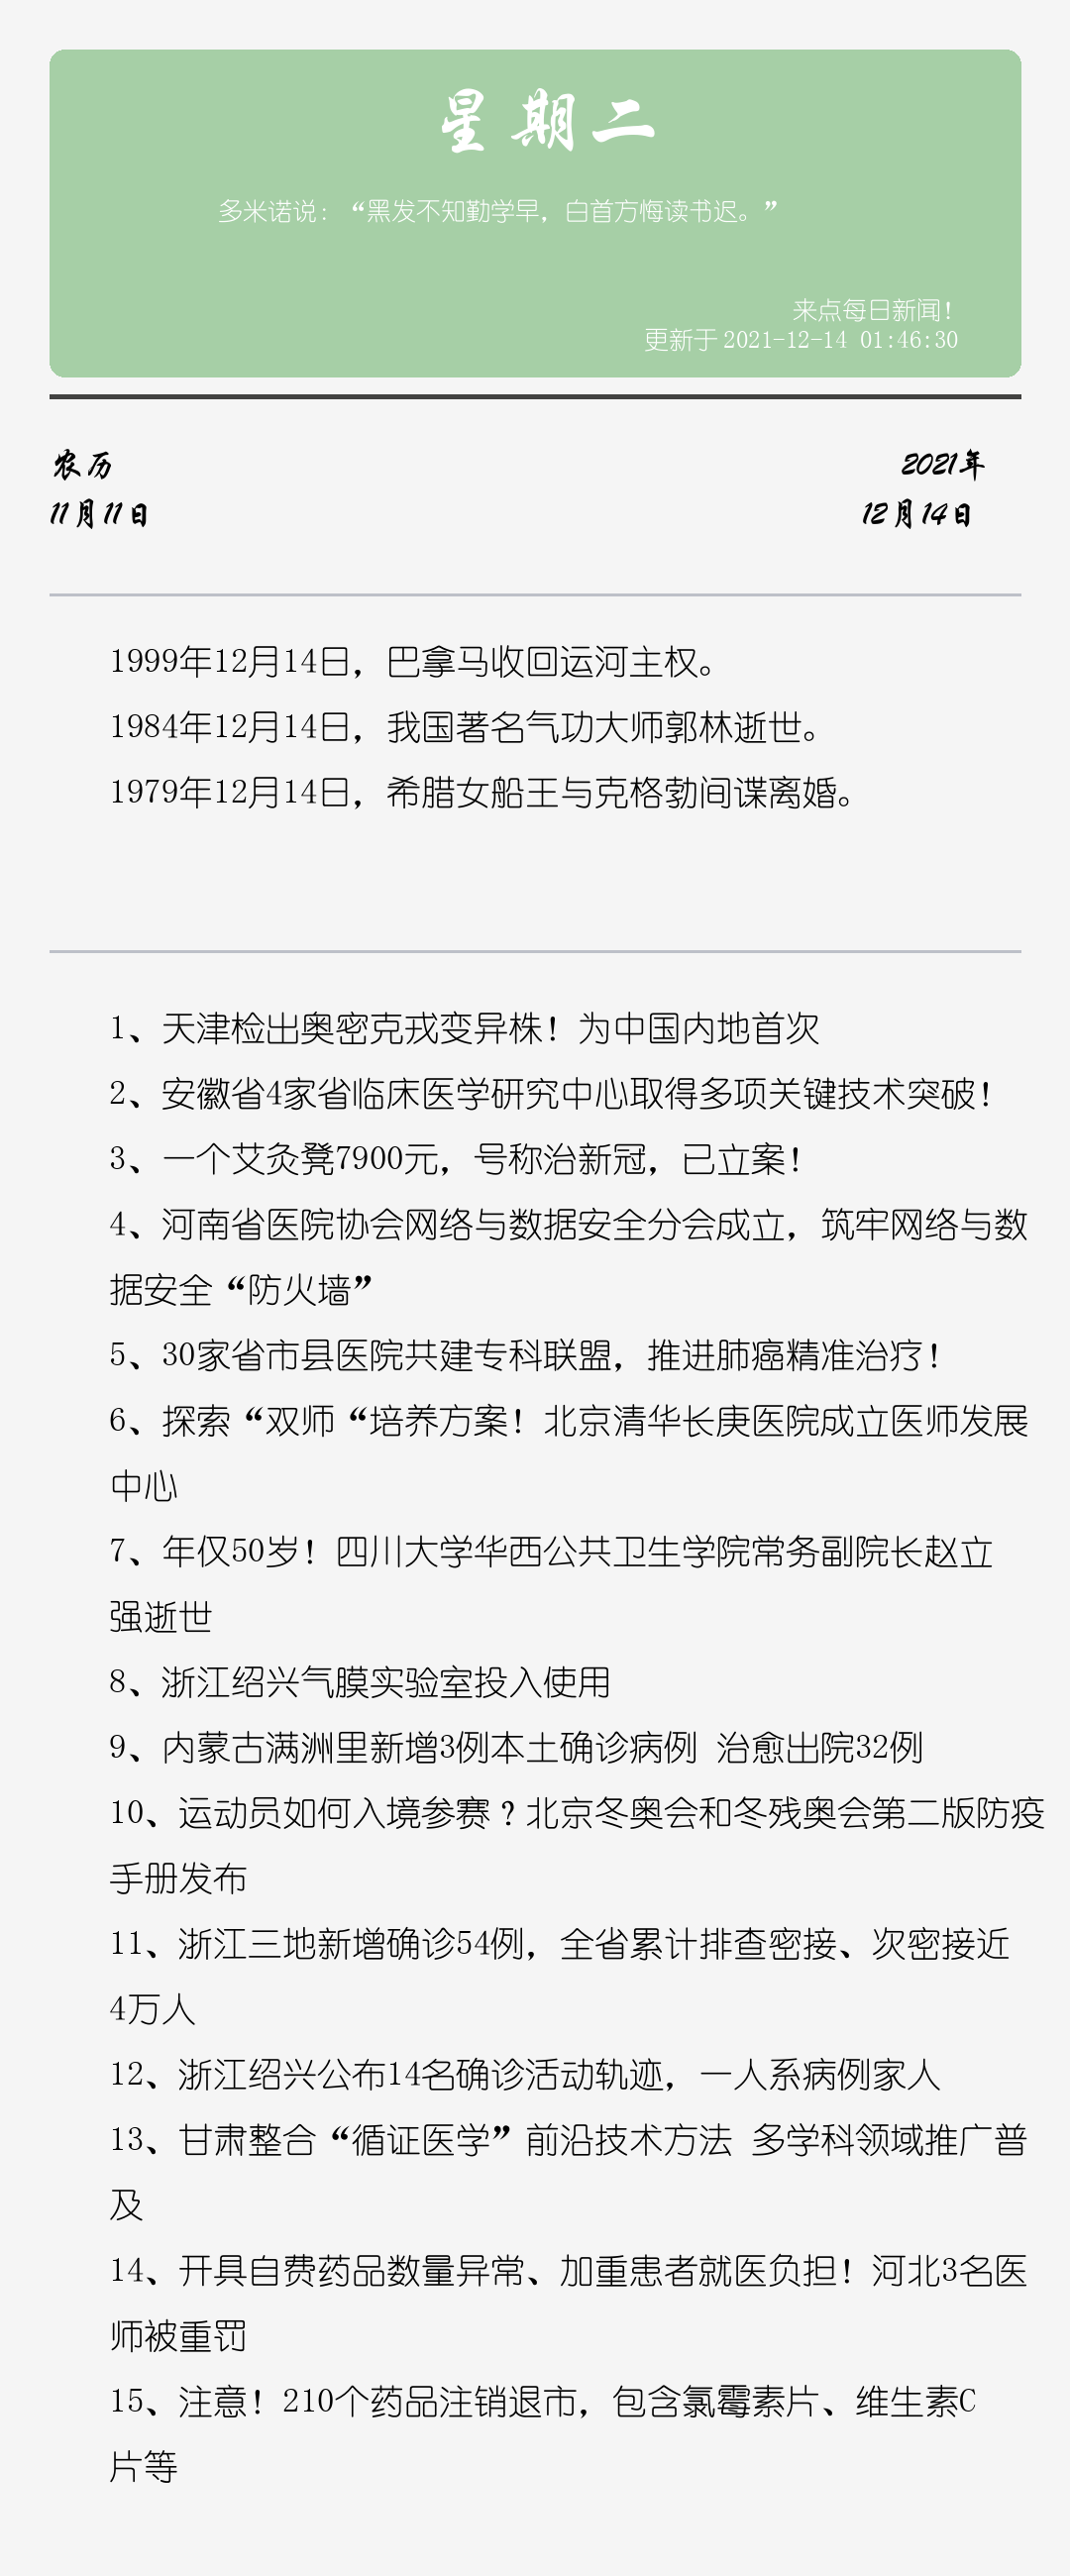 星期二
多米诺说：“黑发不知勤学早，白首方悔读书迟。”
来点每日新闻！
更新于 2021-12-14 01:46:30
农历
2021年
11月11日
12月14日
1999年12月14日，巴拿马收回运河主权。
1984年12月14日，我国著名气功大师郭林逝世。
1979年12月14日，希腊女船王与克格勃间谍离婚。
1、天津检出奥密克戎变异株！为中国内地首次
2、安徽省4家省临床医学研究中心取得多项关键技术突破！
3、一个艾灸凳7900元，号称治新冠，已立案！
4、河南省医院协会网络与数据安全分会成立，筑牢网络与数
据安全“防火墙”
5、30家省市县医院共建专科联盟，推进肺癌精准治疗！
6、探索“双师“培养方案！北京清华长庚医院成立医师发展
中心
7、年仅50岁！四川大学华西公共卫生学院常务副院长赵立
强逝世
8、浙江绍兴气膜实验室投入使用
9、内蒙古满洲里新增3例本土确诊病例 治愈出院32例
10、运动员如何入境参赛？北京冬奥会和冬残奥会第二版防疫
手册发布
11、浙江三地新增确诊54例，全省累计排查密接、次密接近
4万人
12、浙江绍兴公布14名确诊活动轨迹，一人系病例家人
13、甘肃整合“循证医学”前沿技术方法 多学科领域推广普
及
14、开具自费药品数量异常、加重患者就医负担！河北3名医
师被重罚
15、注意！210个药品注销退市，包含氯霉素片、维生素C
片等